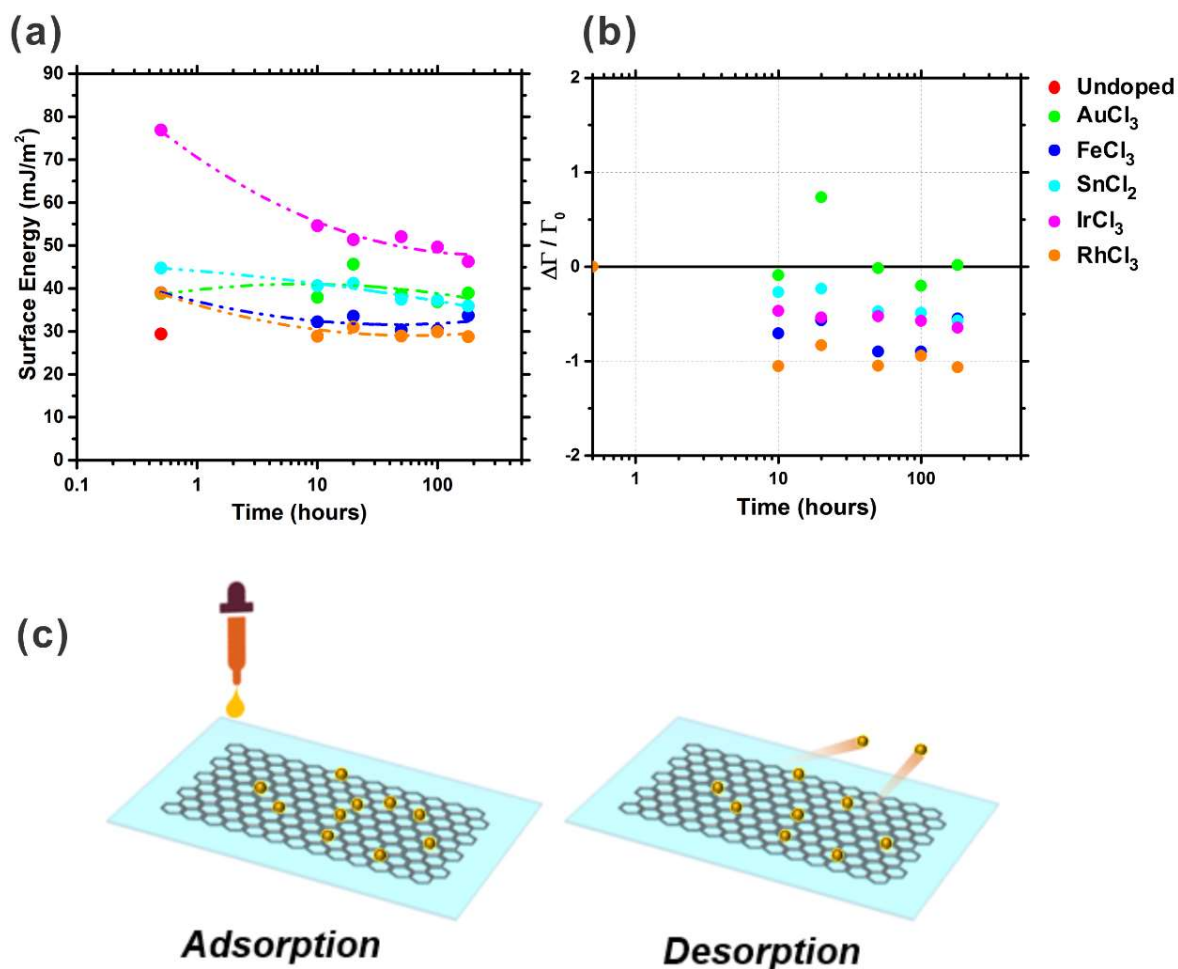 (a)
90
80
70
60
50
40
30
20
10
0
Surface Energy (mJ/m²)
0.1 1 10 100
Time (hours)
(b)
2
1
0
-1
-2
ΔΓ / Γ₀
1 10 100
Time (hours)
Undoped
AuCl₃
FeCl₃
SnCl₂
IrCl₃
RhCl₃
(c)
Adsorption
Desorption